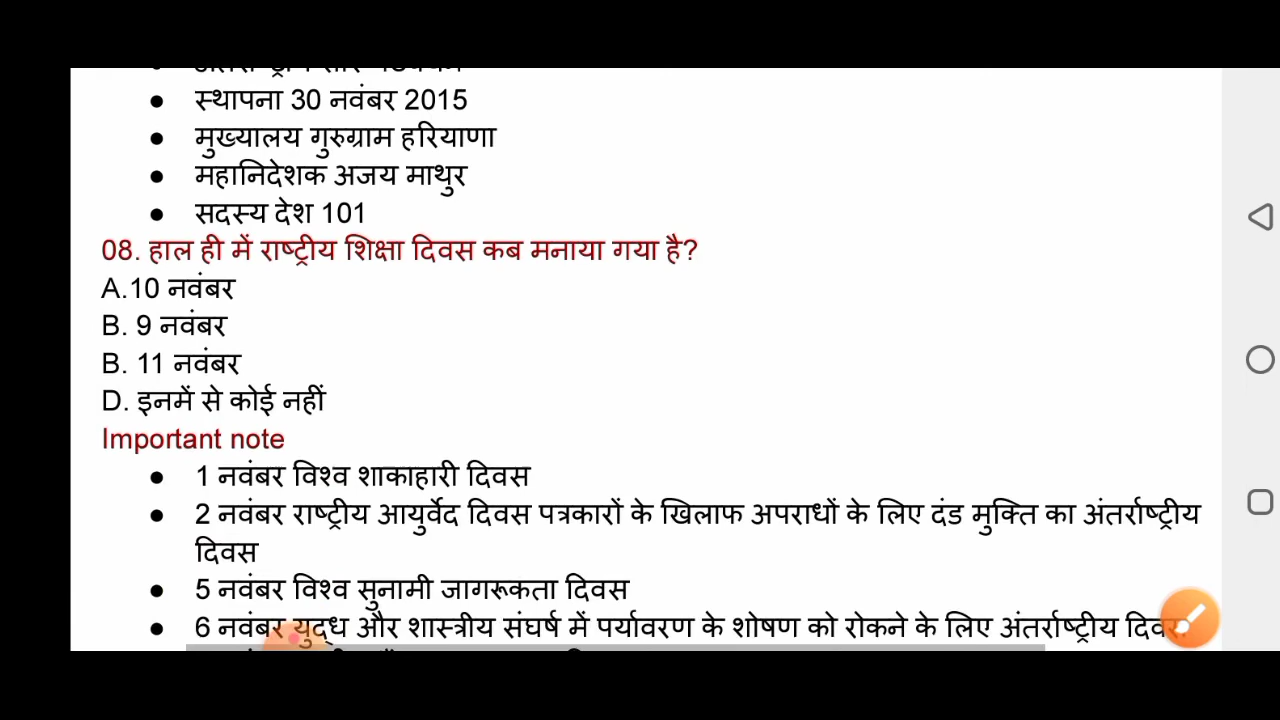 ● स्थापना 30 नवंबर 2015
● मुख्यालय गुरुग्राम हरियाणा
● महानिदेशक अजय माथुर
● सदस्य देश 101
08. हाल ही में राष्ट्रीय शिक्षा दिवस कब मनाया गया है?
A.10 नवंबर
B. 9 नवंबर
B. 11 नवंबर
D. इनमें से कोई नहीं
Important note
● 1 नवंबर विश्व शाकाहारी दिवस
● 2 नवंबर राष्ट्रीय आयुर्वेद दिवस पत्रकारों के खिलाफ अपराधों के लिए दंड मुक्ति का अंतर्राष्ट्रीय
दिवस
● 5 नवंबर विश्व सुनामी जागरूकता दिवस
● 6 नवंबर युद्ध और शास्त्रीय संघर्ष में पर्यावरण के शोषण को रोकने के लिए अंतर्राष्ट्रीय दिवस